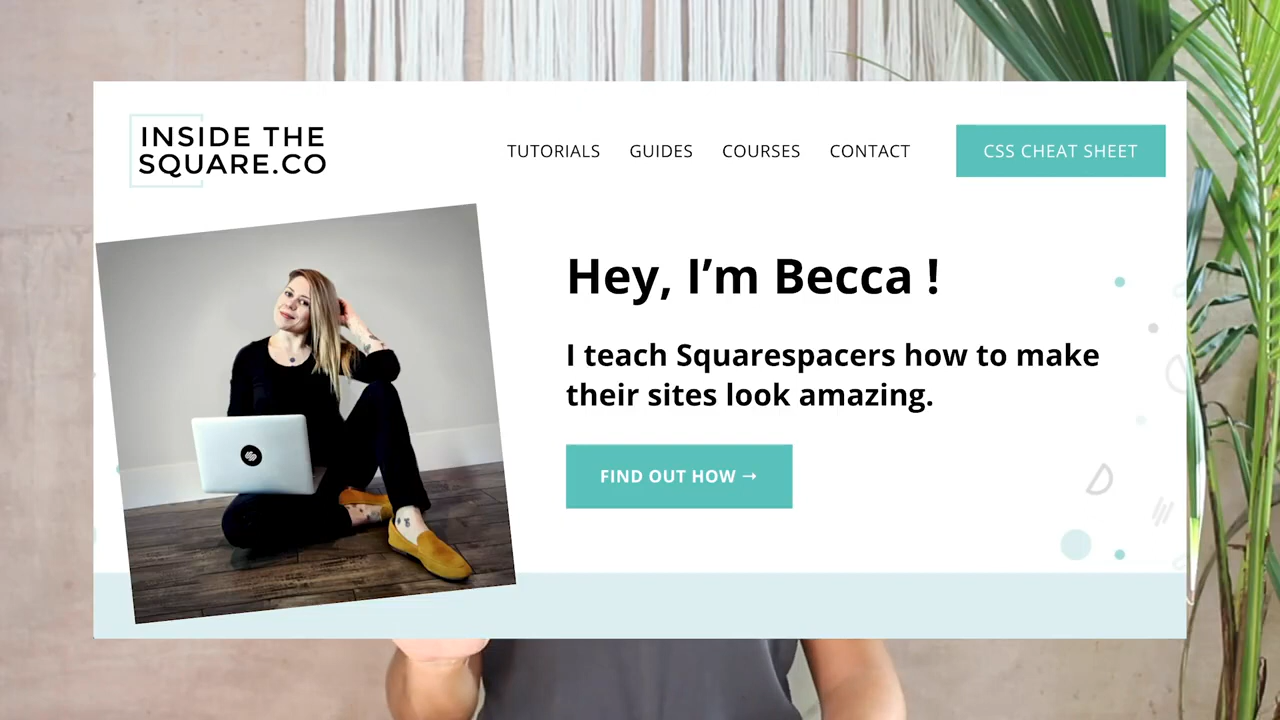 INSIDE THE
SQUARE.CO
TUTORIALS GUIDES COURSES CONTACT CSS CHEAT SHEET
Hey, I’m Becca !
I teach Squarespacers how to make
their sites look amazing.
FIND OUT HOW →